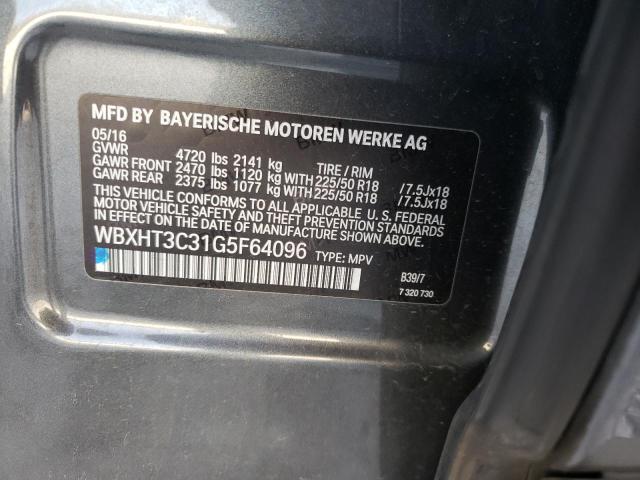 MFD BY BAYERISCHE MOTOREN WERKE AG
05/16
GVWR 4720 lbs 2141 kg TIRE / RIM
GAWR FRONT 2470 lbs 1120 kg WITH 225/50 R18 /7.5Jx18
GAWR REAR 2375 lbs 1077 kg WITH 225/50 R18 /7.5Jx18
THIS VEHICLE CONFORMS TO ALL APPLICABLE U. S. FEDERAL
MOTOR VEHICLE SAFETY, AND THEFT PREVENTION STANDARDS
IN EFFECT ON THE DATE OF MANUFACTURE SHOWN ABOVE.
WBXHT3C31G5F64096 TYPE: MPV
B39/7
7 320 730